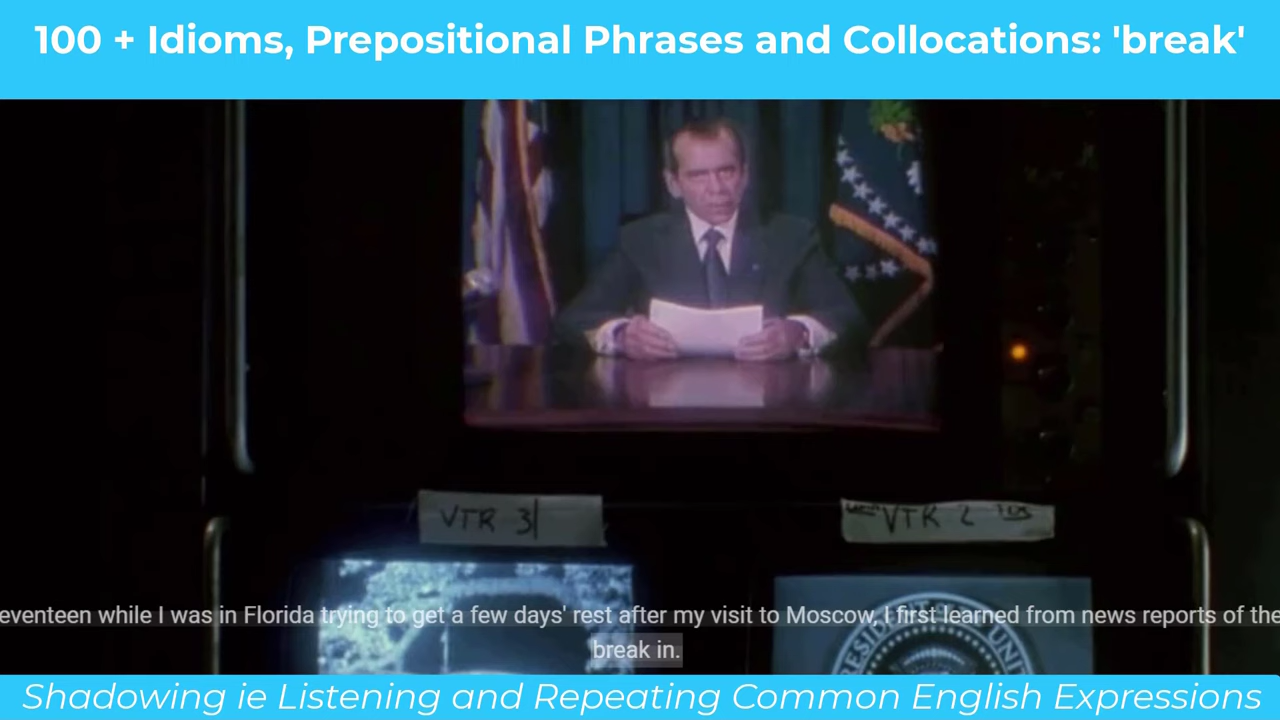 100 + Idioms, Prepositional Phrases and Collocations: 'break'
VTR 3
VTR 2
eventeen while I was in Florida trying to get a few days' rest after my visit to Moscow, I first learned from news reports of the
break in.
Shadowing ie Listening and Repeating Common English Expressions